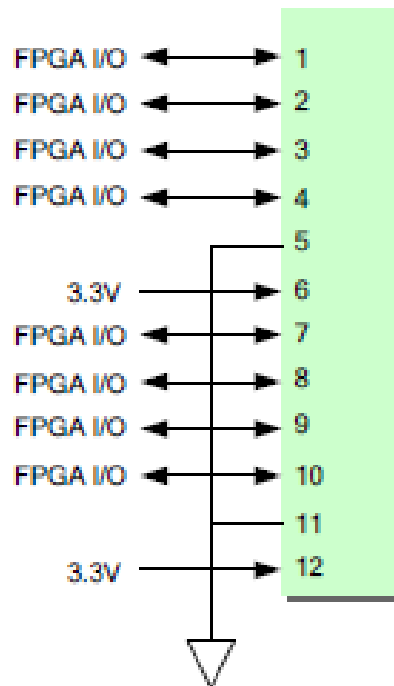 FPGA I/O 1
FPGA I/O 2
FPGA I/O 3
FPGA I/O 4
5
3.3V 6
FPGA I/O 7
FPGA I/O 8
FPGA I/O 9
FPGA I/O 10
11
3.3V 12